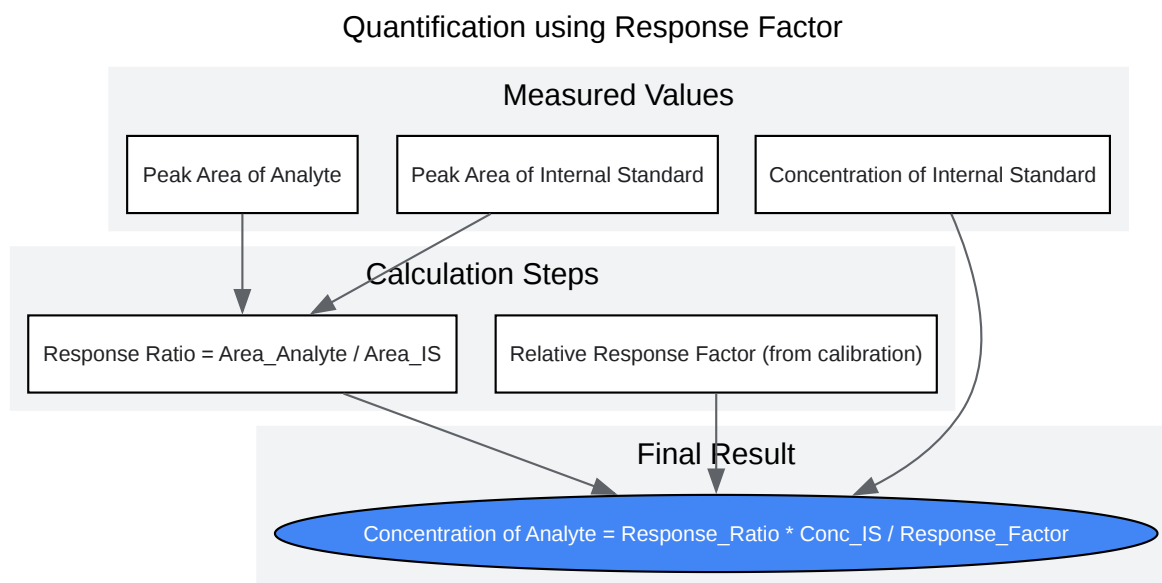 Quantification using Response Factor
Measured Values
Peak Area of Analyte
Peak Area of Internal Standard
Concentration of Internal Standard
Calculation Steps
Response Ratio = Area_Analyte / Area_IS
Relative Response Factor (from calibration)
Final Result
Concentration of Analyte = Response_Ratio * Conc_IS / Response_Factor